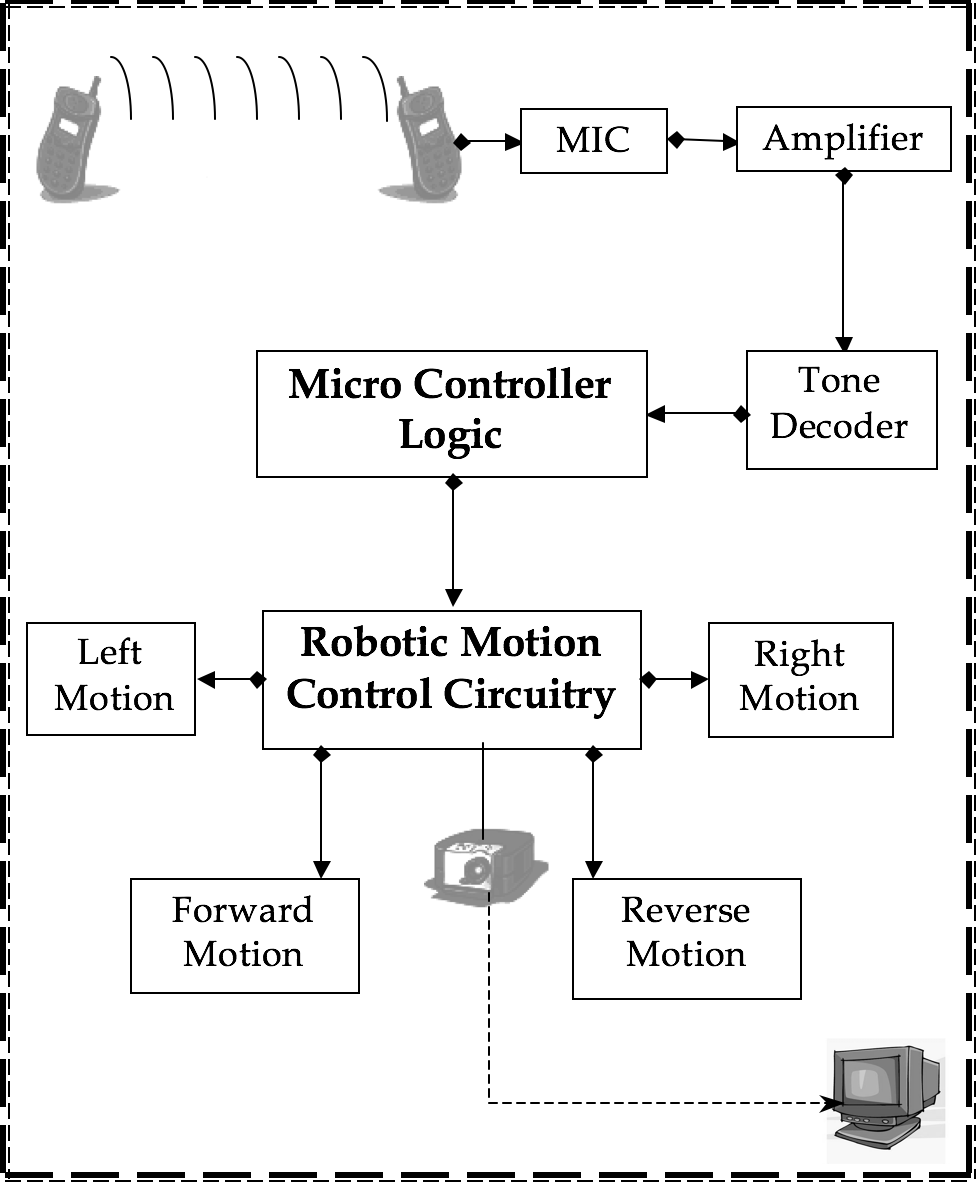 MIC
Amplifier
Tone
Decoder
Micro Controller
Logic
Robotic Motion
Control Circuitry
Left
Motion
Right
Motion
Forward
Motion
Reverse
Motion